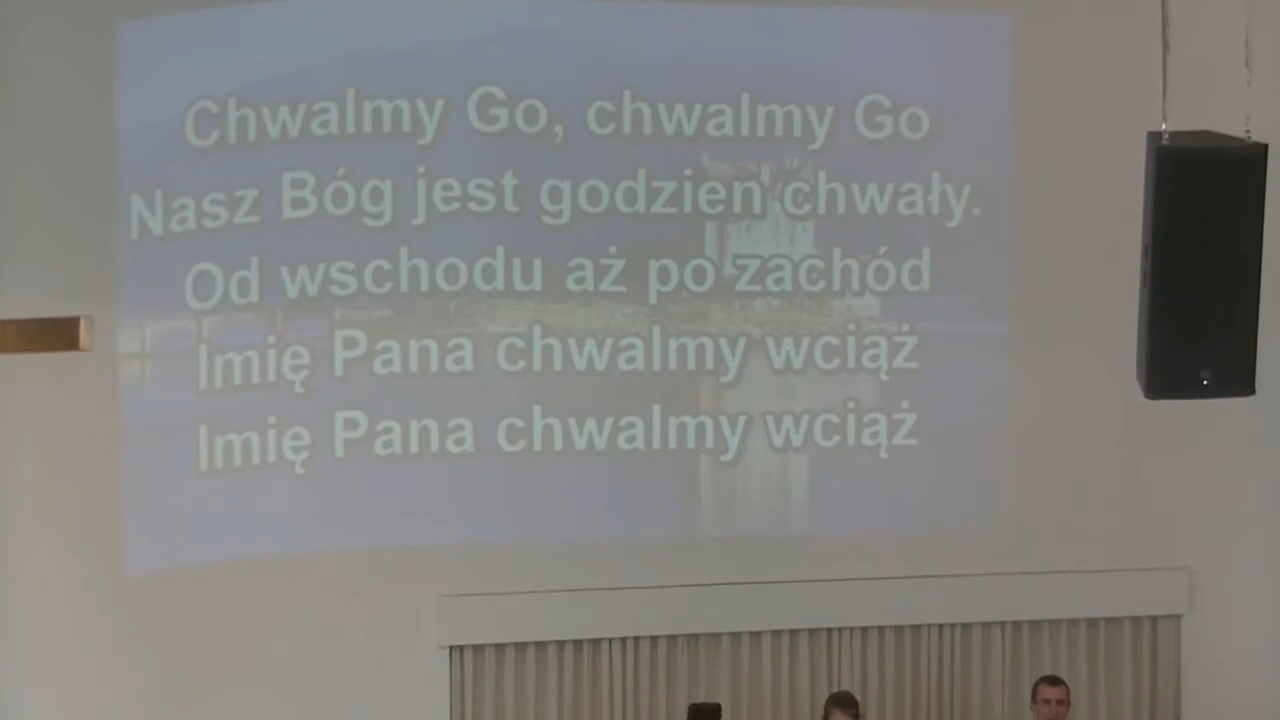 Chwalmy Go, chwalmy Go
Nasz Bóg jest godzien chwały.
Od wschodu aż po zachód
Imię Pana chwalmy wciąż
Imię Pana chwalmy wciąż